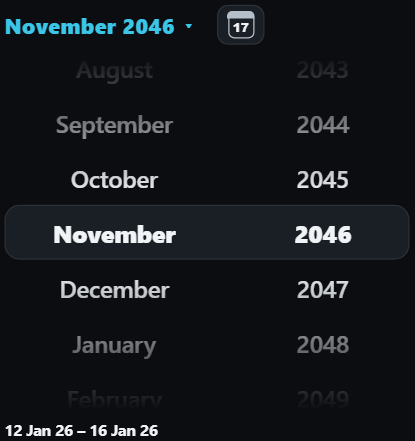 November 2046
17
August 2043
September 2044
October 2045
November 2046
December 2047
January 2048
February 2049
12 Jan 26 – 16 Jan 26